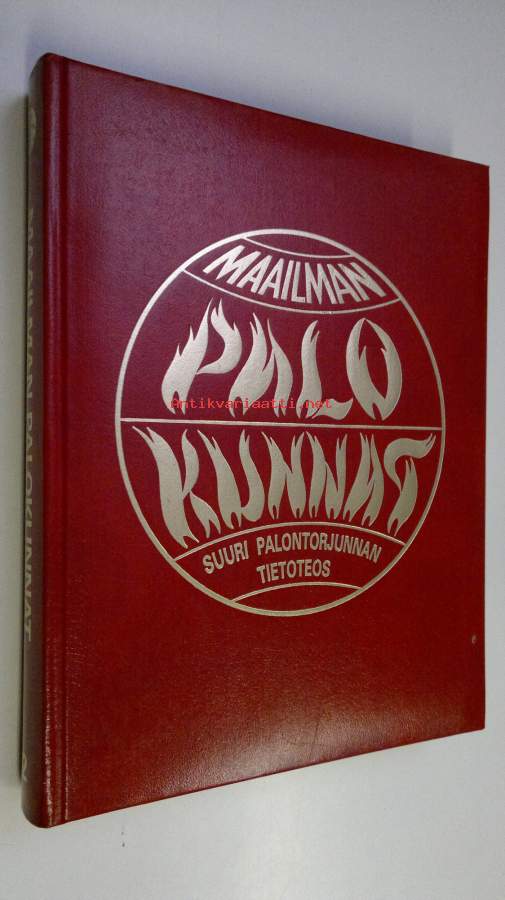 MAAILMAN
PALO
Antikvariaatti.net
KUNNAT
SUURI PALONTORJUNNAN
TIETOTEOS
MAAILMAN PALOKUNNAT